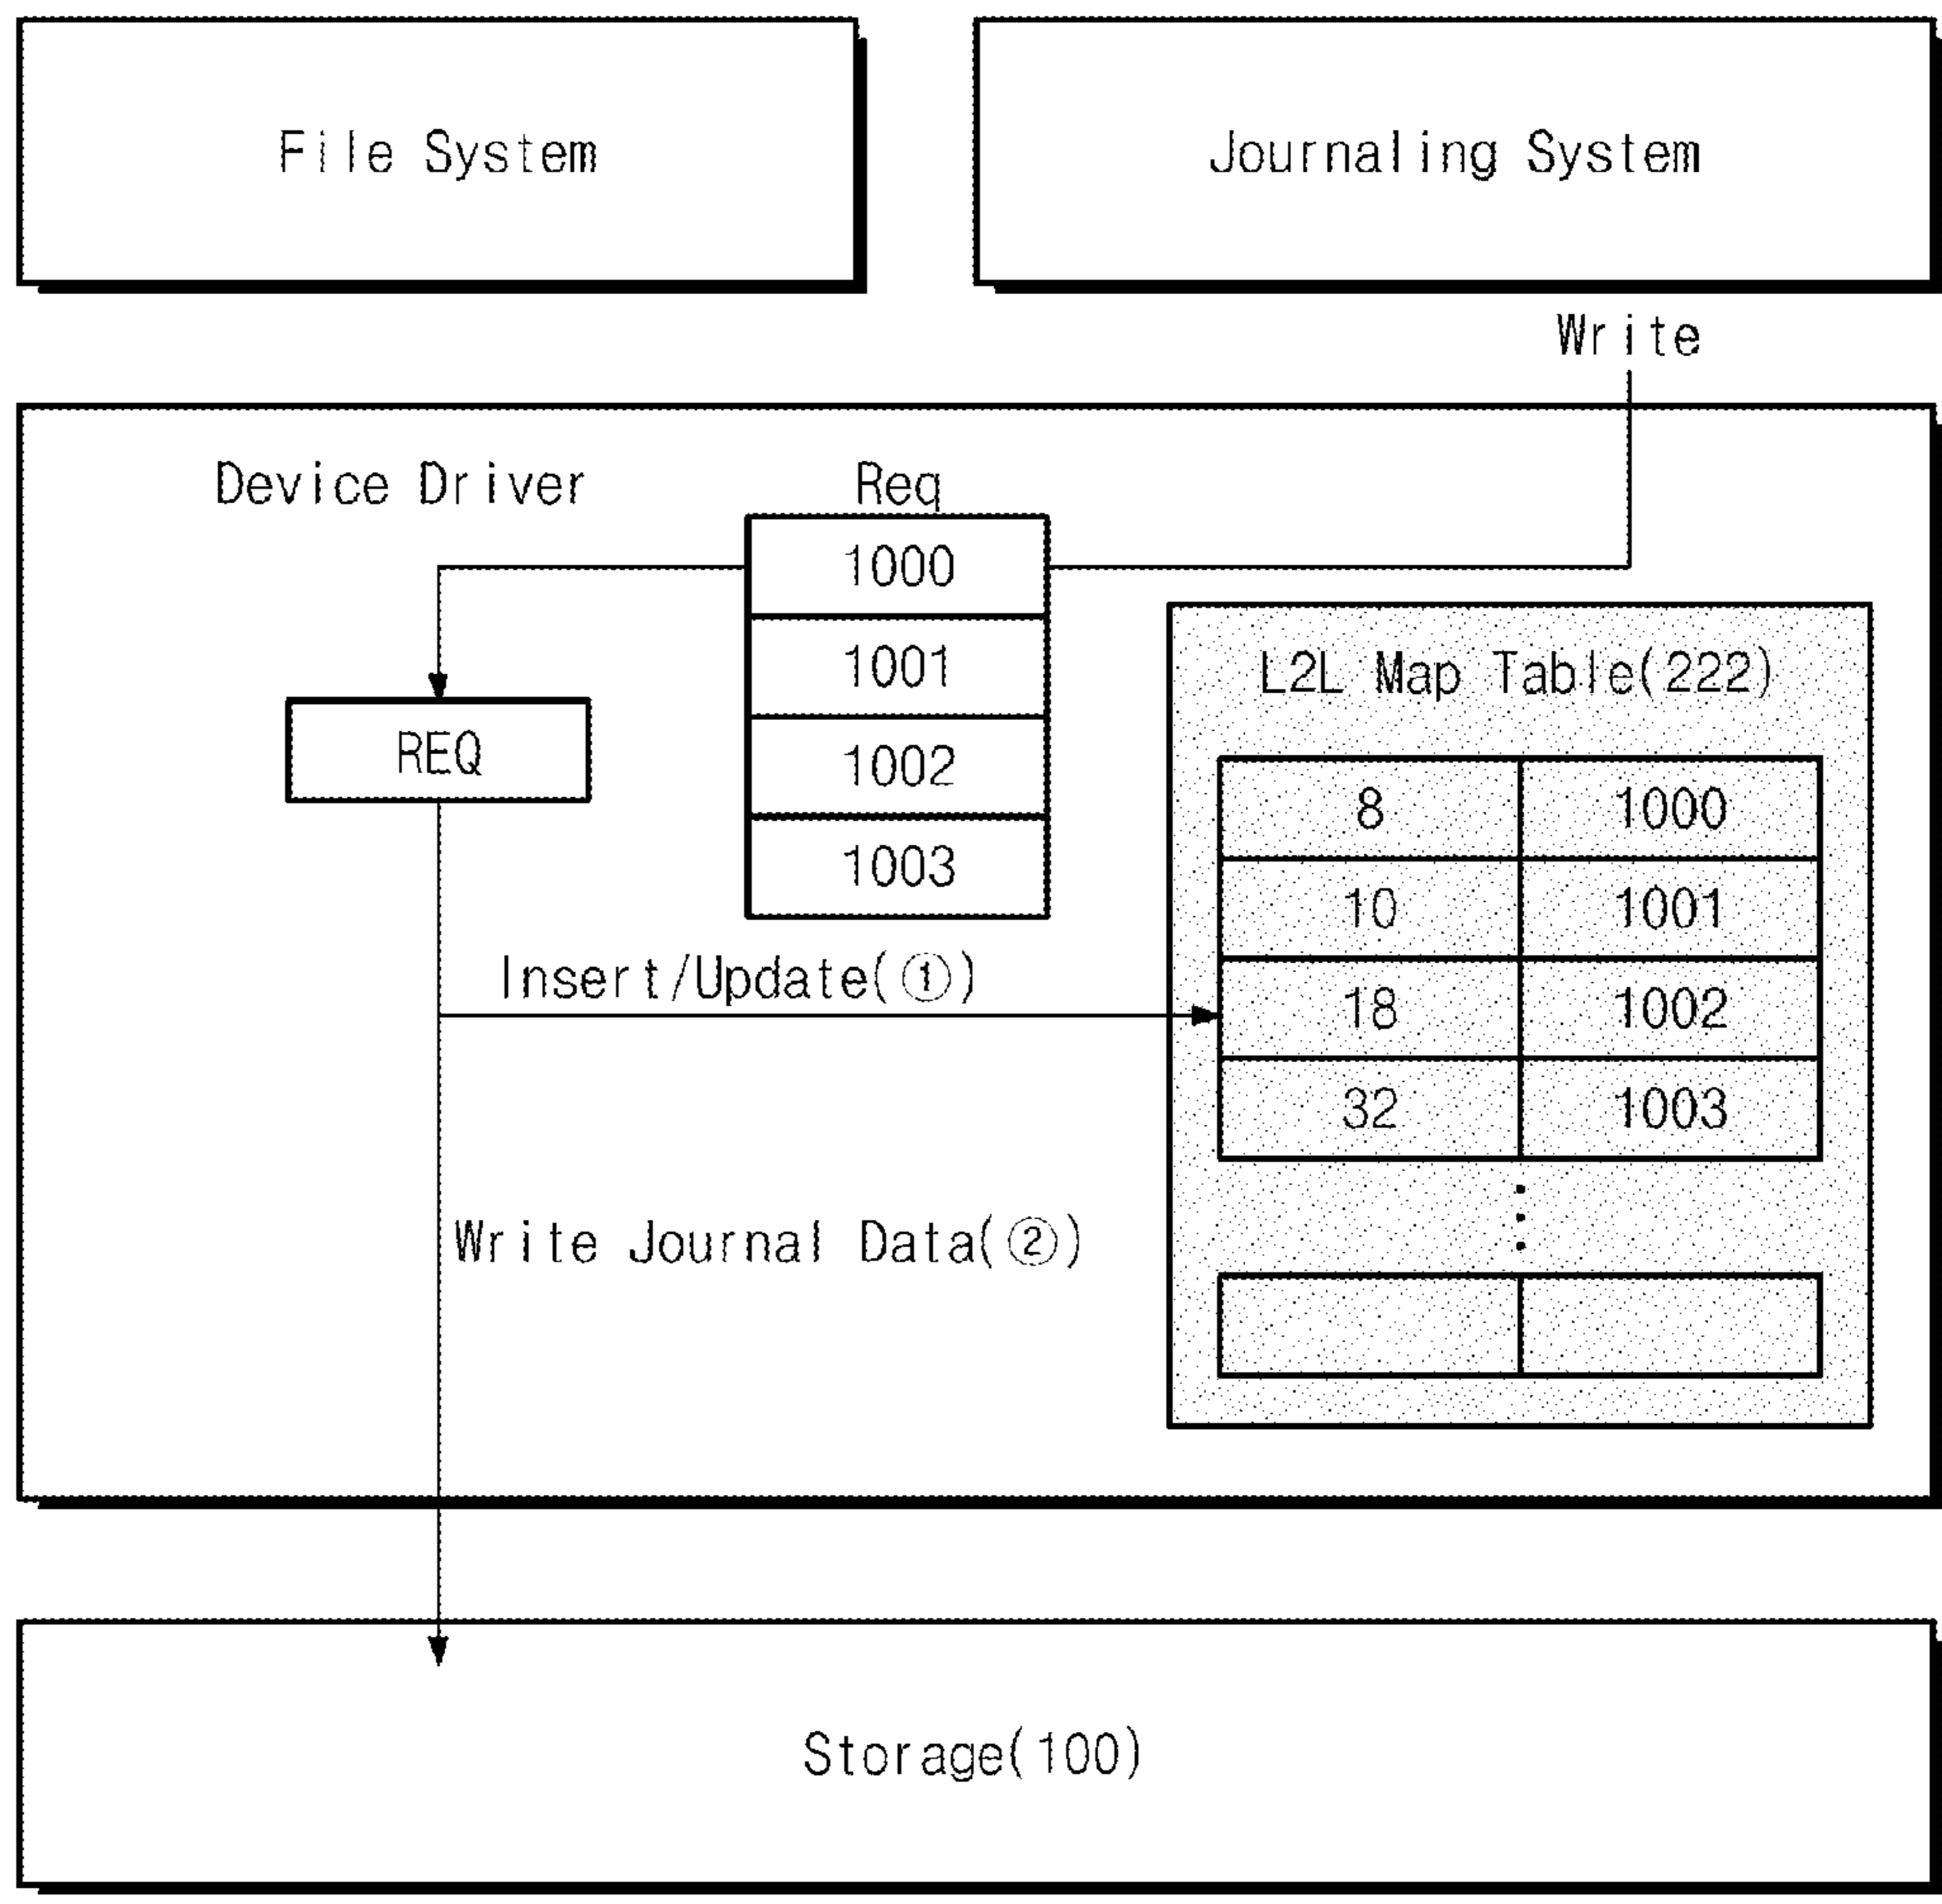 File System
Journaling System
Write
Device Driver
Req
1000
1001
1002
1003
REQ
L2L Map Table(222)
8 1000
10 1001
18 1002
32 1003
Insert/Update(①)
Write Journal Data(②)
Storage(100)